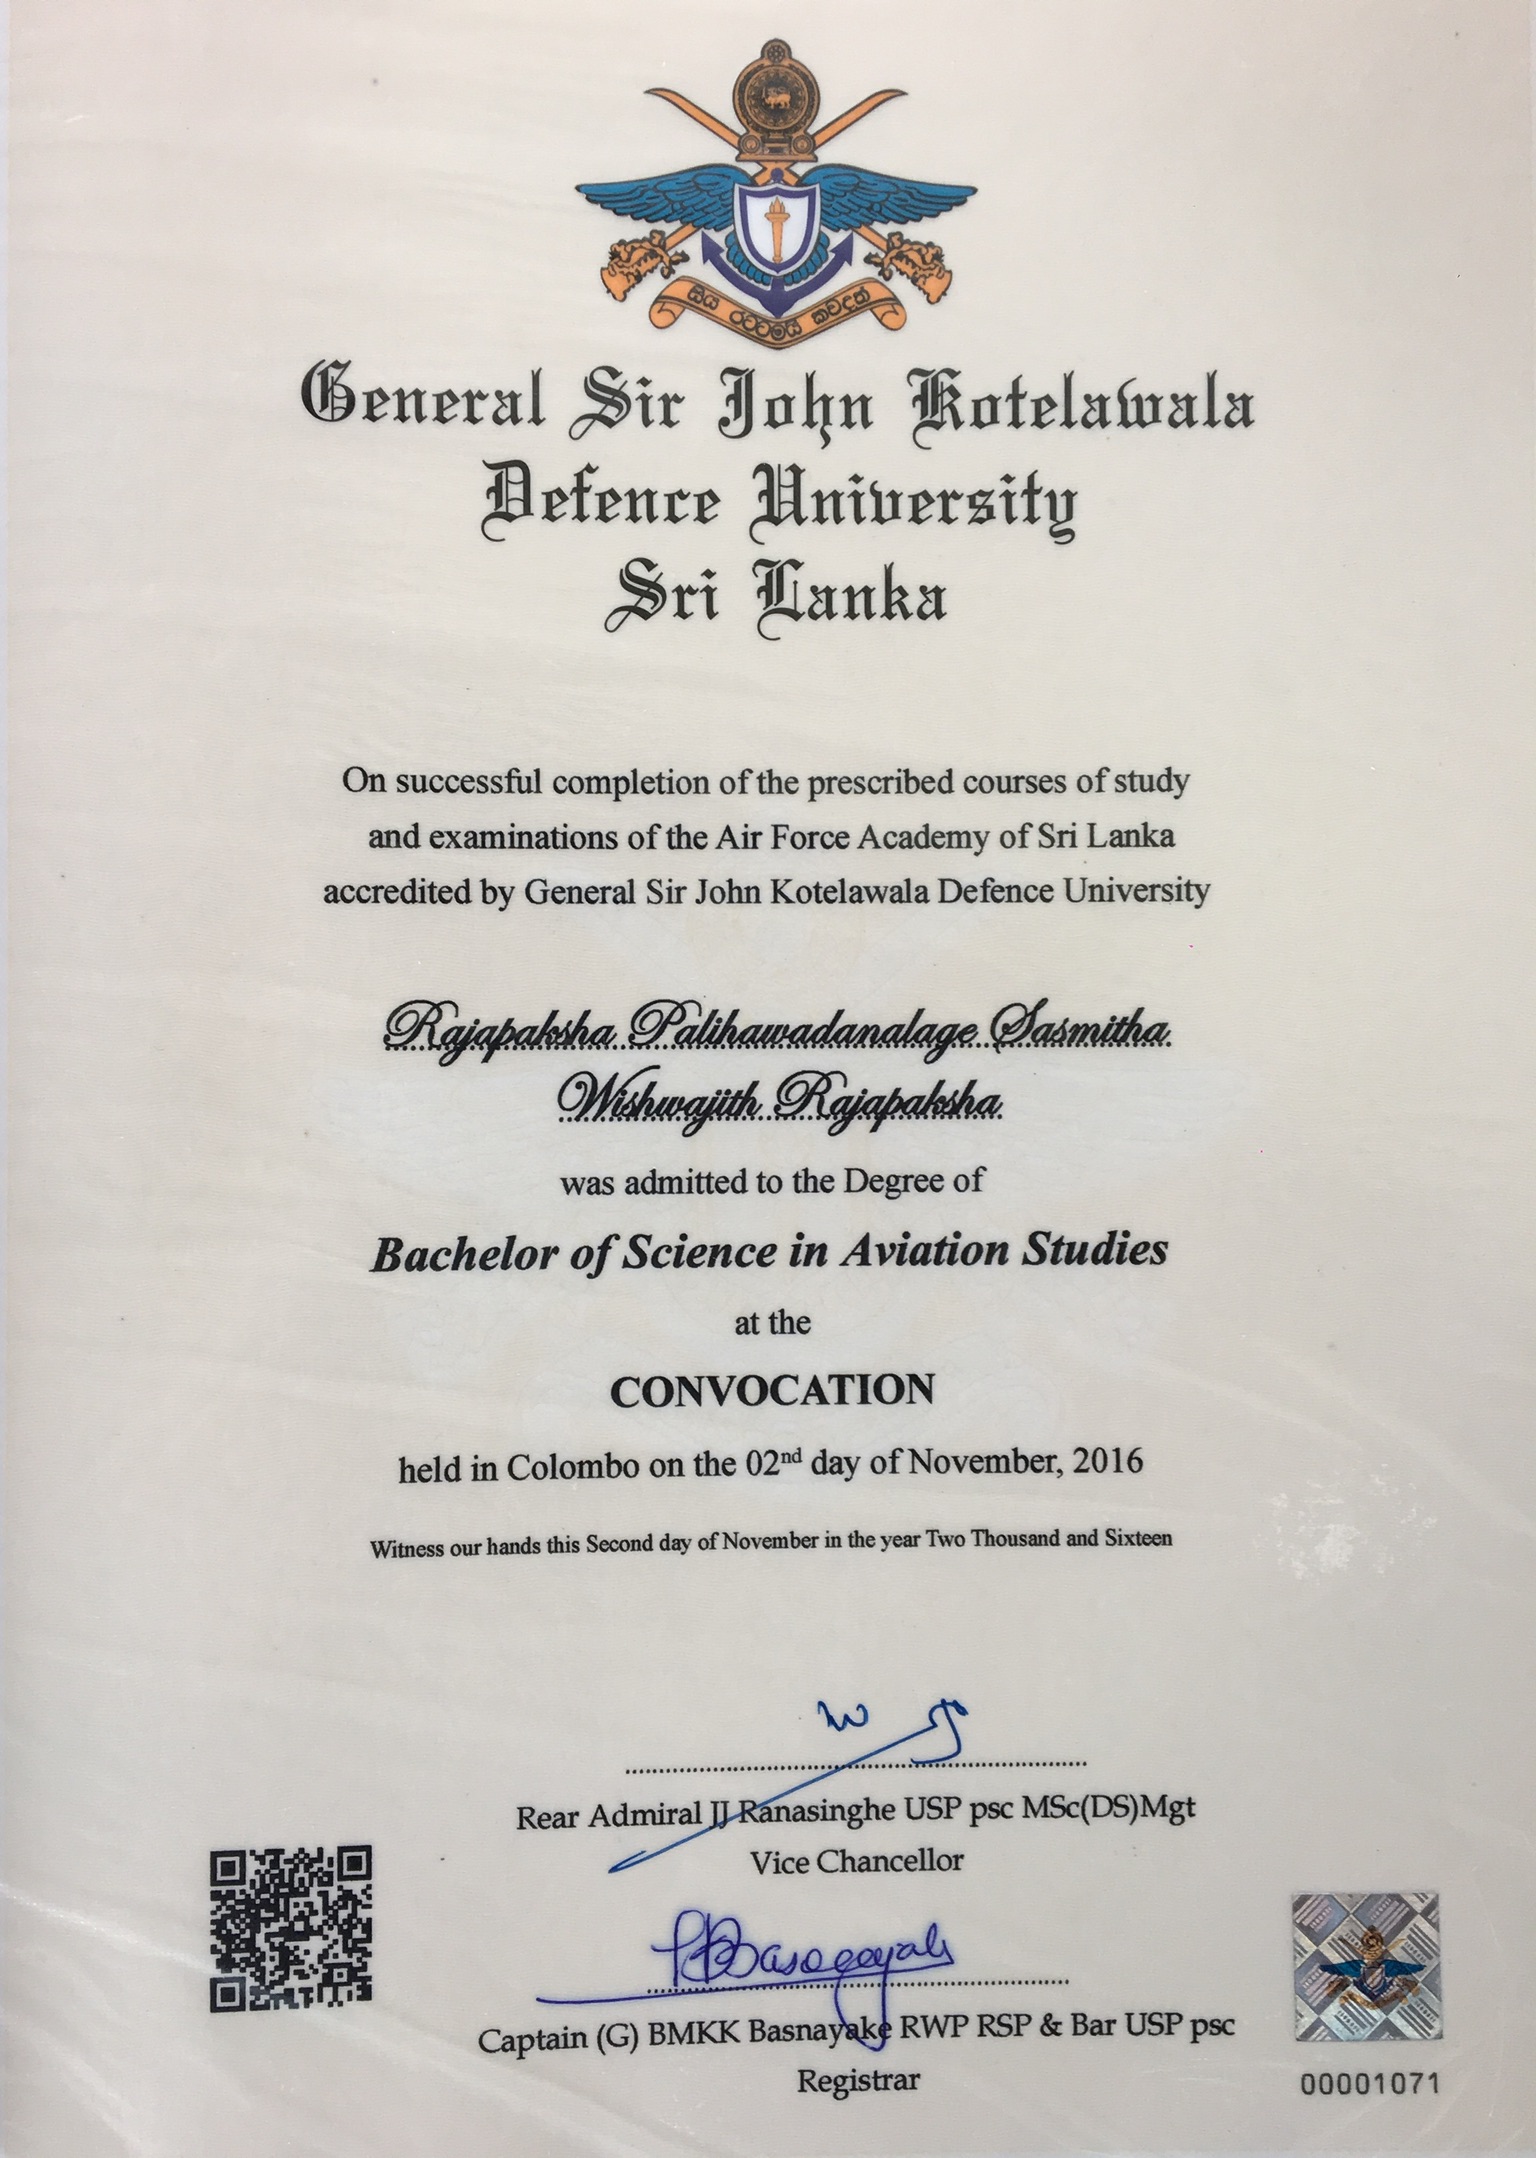 සිය රටටමයි කවදත්
General Sir John Kotelawala
Defence University
Sri Lanka
On successful completion of the prescribed courses of study
and examinations of the Air Force Academy of Sri Lanka
accredited by General Sir John Kotelawala Defence University
Rajapaksha Palihawadanalage Sasmitha
Wishwajith Rajapaksha
was admitted to the Degree of
Bachelor of Science in Aviation Studies
at the
CONVOCATION
held in Colombo on the 02nd day of November, 2016
Witness our hands this Second day of November in the year Two Thousand and Sixteen
Rear Admiral JJ Ranasinghe USP psc MSc(DS)Mgt
Vice Chancellor
Captain (G) BMKK Basnayake RWP RSP & Bar USP psc
Registrar
00001071